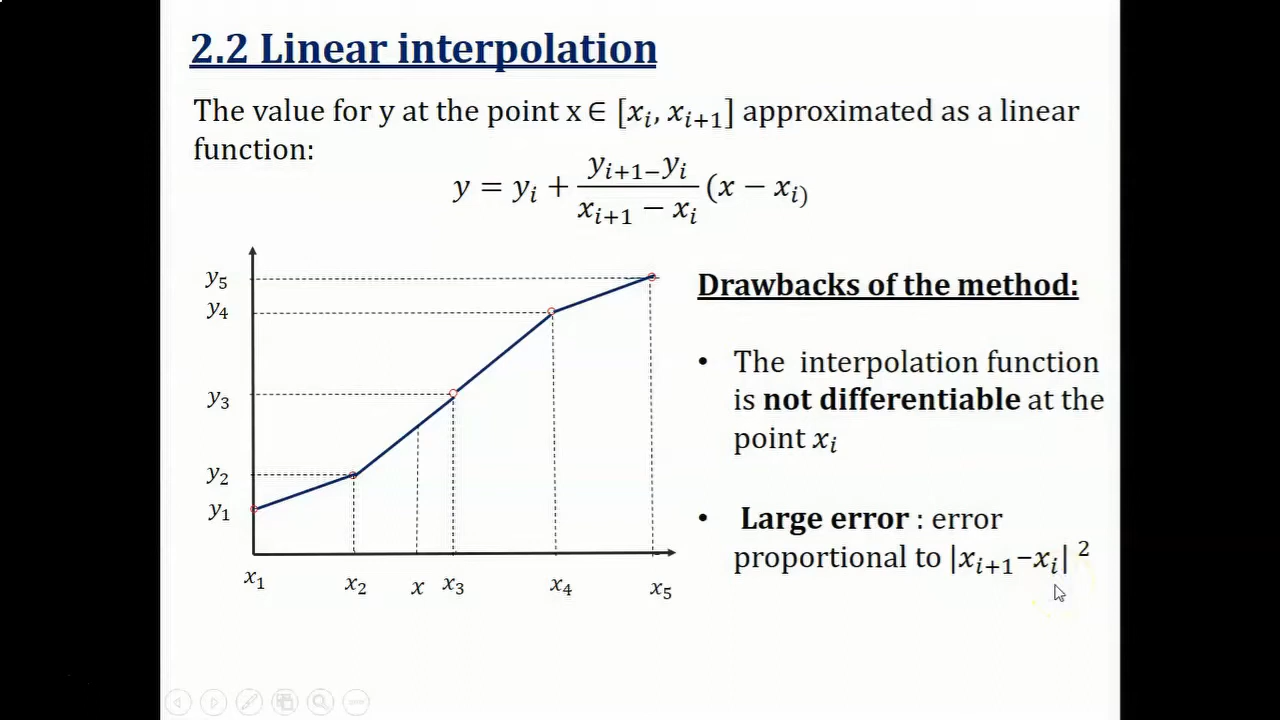 2.2 Linear interpolation
The value for y at the point x ∈ [xᵢ, xᵢ₊₁] approximated as a linear
function:
y = yᵢ + (yᵢ₊₁₋yᵢ)/(xᵢ₊₁ − xᵢ) (x − xᵢ₎
y₅
y₄
y₃
y₂
y₁
x₁ x₂ x x₃ x₄ x₅
Drawbacks of the method:
• The interpolation function
is not differentiable at the
point xᵢ
• Large error : error
proportional to |xᵢ₊₁−xᵢ| ²